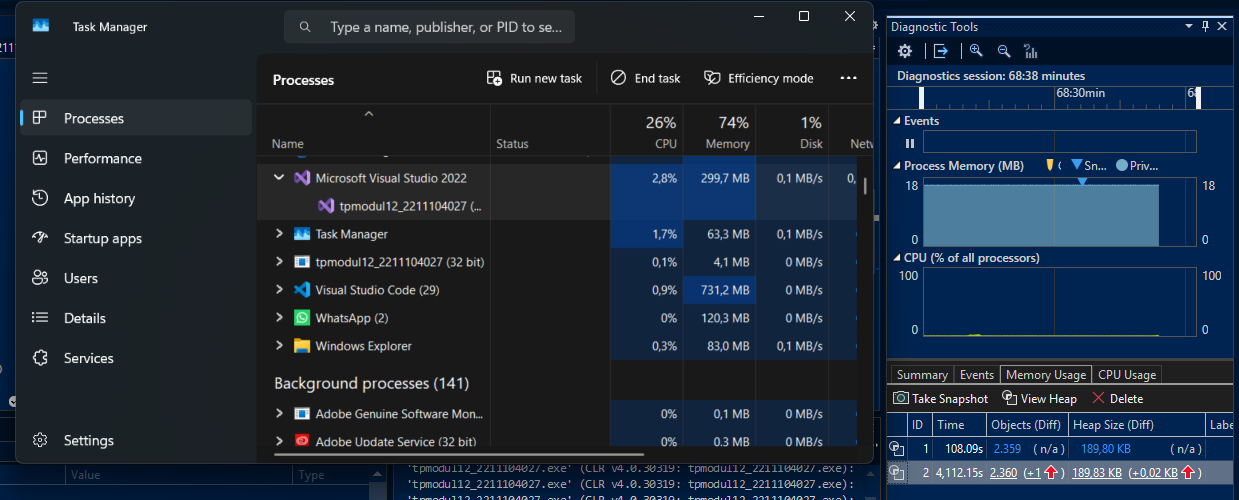 Task Manager
Type a name, publisher, or PID to se...
Processes
Performance
App history
Startup apps
Users
Details
Services
Settings
Processes
Run new task
End task
Efficiency mode
Name
Status
26%
CPU
74%
Memory
1%
Disk
Netw
Microsoft Visual Studio 2022
2,8%
299,7 MB
0,1 MB/s
0,
tpmodul12_2211104027 (...
Task Manager
1,7%
63,3 MB
0,1 MB/s
tpmodul12_2211104027 (32 bit)
0,1%
4,1 MB
0 MB/s
Visual Studio Code (29)
0,9%
731,2 MB
0 MB/s
WhatsApp (2)
0%
120,3 MB
0 MB/s
Windows Explorer
0,3%
83,0 MB
0,1 MB/s
Background processes (141)
Adobe Genuine Software Mon...
0%
0,1 MB
0 MB/s
Adobe Update Service (32 bit)
0%
0,3 MB
0 MB/s
Value
Type
'tpmodul12_2211104027.exe' (CLR v4.0.30319: tpmodul12_2211104027.exe):
'tpmodul12_2211104027.exe' (CLR v4.0.30319: tpmodul12_2211104027.exe):
'tpmodul12_2211104027.exe' (CLR v4.0.30319: tpmodul12_2211104027.exe):
Diagnostic Tools
Diagnostics session: 68:38 minutes
68:30min
Events
Process Memory (MB)
Sn...
Priv...
18
18
0
0
CPU (% of all processors)
100
100
0
0
Summary
Events
Memory Usage
CPU Usage
Take Snapshot
View Heap
Delete
ID
Time
Objects (Diff)
Heap Size (Diff)
Labe
1
108.09s
2.359
( n/a )
189,80 KB
( n/a )
2
4,112.15s
2.360
(+1
)
189,83 KB
(+0,02 KB
)